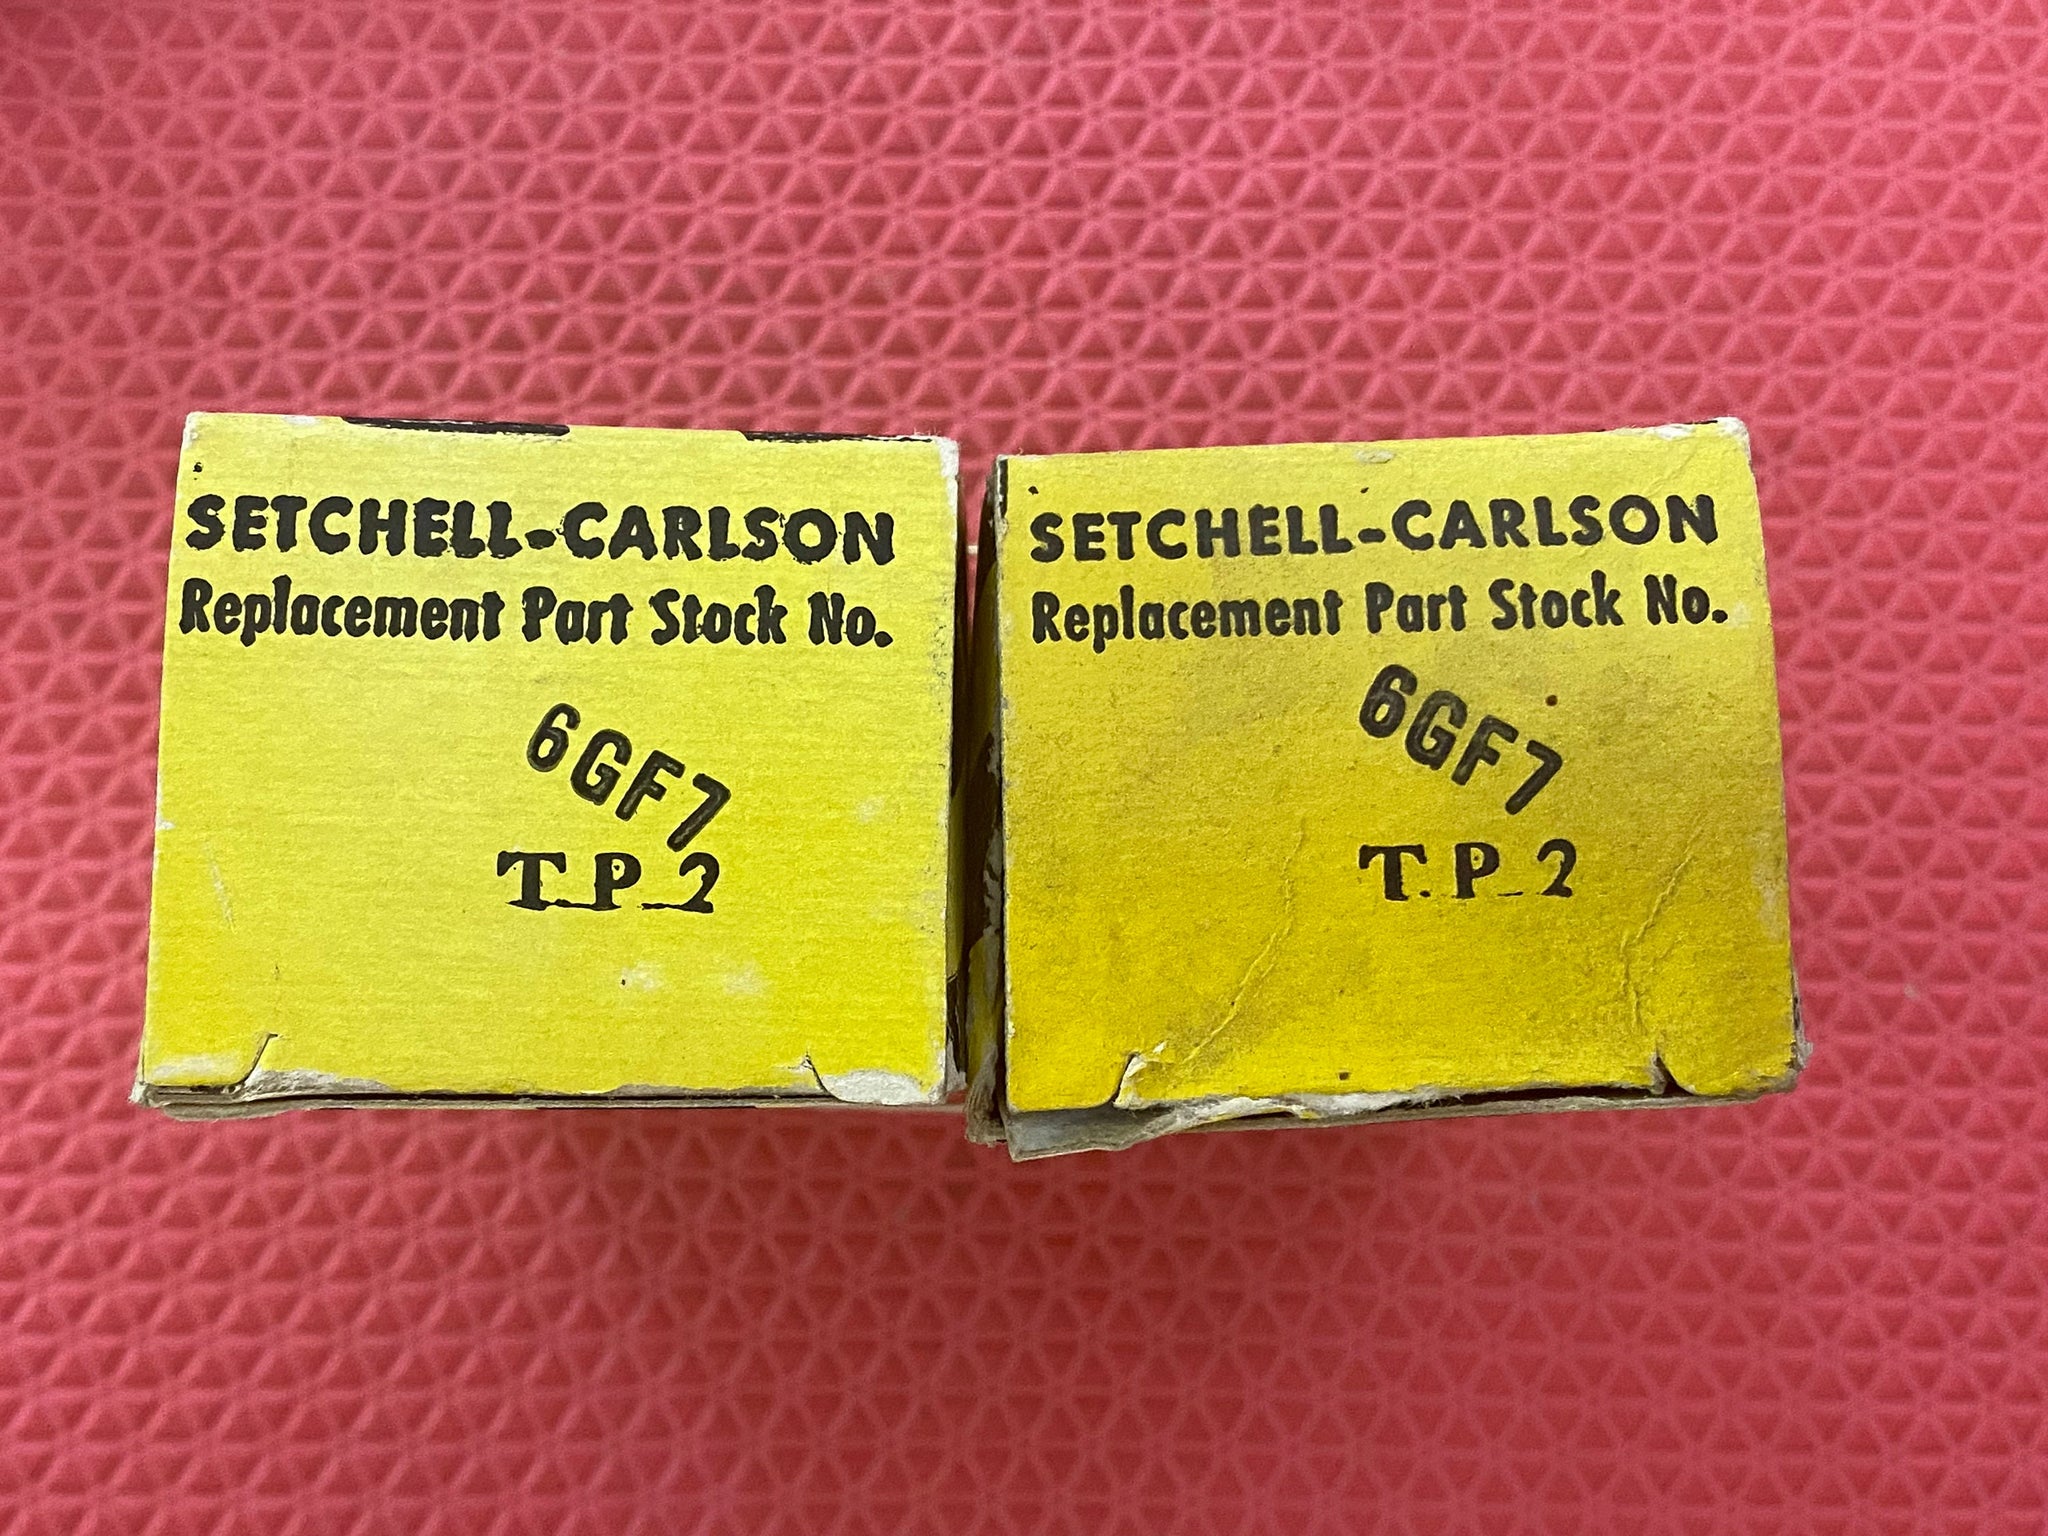 SETCHELL-CARLSON
Replacement Part Stock No.
6GF7
T.P.2
SETCHELL-CARLSON
Replacement Part Stock No.
6GF7
T.P.2